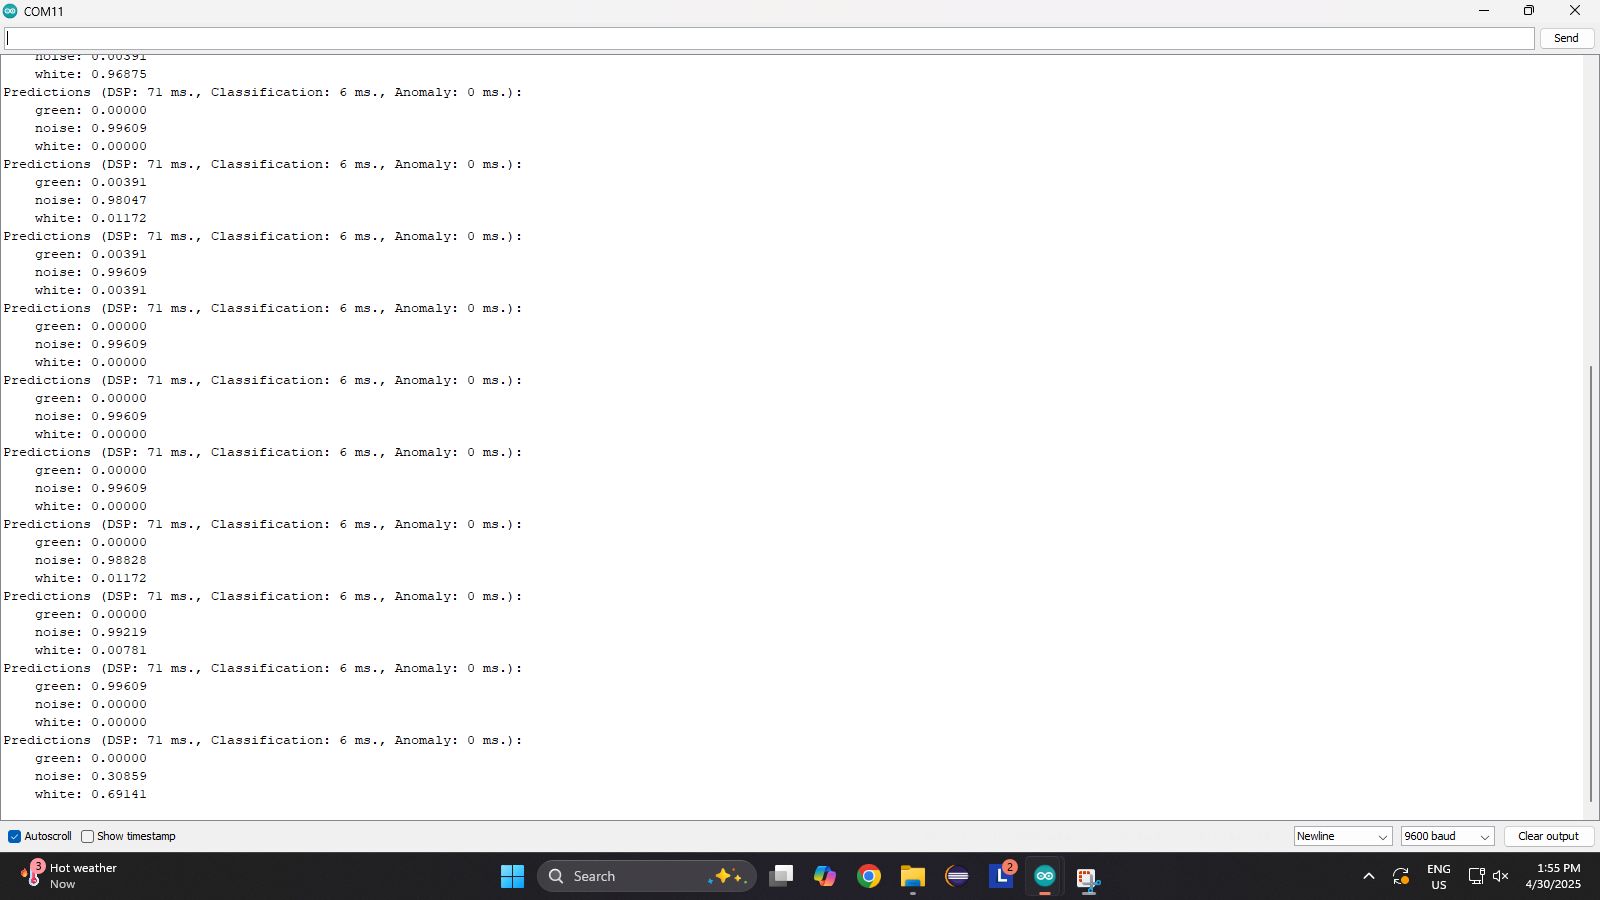 COM11
Send
noise: 0.00391
white: 0.96875
Predictions (DSP: 71 ms., Classification: 6 ms., Anomaly: 0 ms.):
green: 0.00000
noise: 0.99609
white: 0.00000
Predictions (DSP: 71 ms., Classification: 6 ms., Anomaly: 0 ms.):
green: 0.00391
noise: 0.98047
white: 0.01172
Predictions (DSP: 71 ms., Classification: 6 ms., Anomaly: 0 ms.):
green: 0.00391
noise: 0.99609
white: 0.00391
Predictions (DSP: 71 ms., Classification: 6 ms., Anomaly: 0 ms.):
green: 0.00000
noise: 0.99609
white: 0.00000
Predictions (DSP: 71 ms., Classification: 6 ms., Anomaly: 0 ms.):
green: 0.00000
noise: 0.99609
white: 0.00000
Predictions (DSP: 71 ms., Classification: 6 ms., Anomaly: 0 ms.):
green: 0.00000
noise: 0.99609
white: 0.00000
Predictions (DSP: 71 ms., Classification: 6 ms., Anomaly: 0 ms.):
green: 0.00000
noise: 0.98828
white: 0.01172
Predictions (DSP: 71 ms., Classification: 6 ms., Anomaly: 0 ms.):
green: 0.00000
noise: 0.99219
white: 0.00781
Predictions (DSP: 71 ms., Classification: 6 ms., Anomaly: 0 ms.):
green: 0.99609
noise: 0.00000
white: 0.00000
Predictions (DSP: 71 ms., Classification: 6 ms., Anomaly: 0 ms.):
green: 0.00000
noise: 0.30859
white: 0.69141
Autoscroll Show timestamp Newline 9600 baud Clear output
3 Hot weather
Now
Search
L 2
ENG
US
1:55 PM
4/30/2025